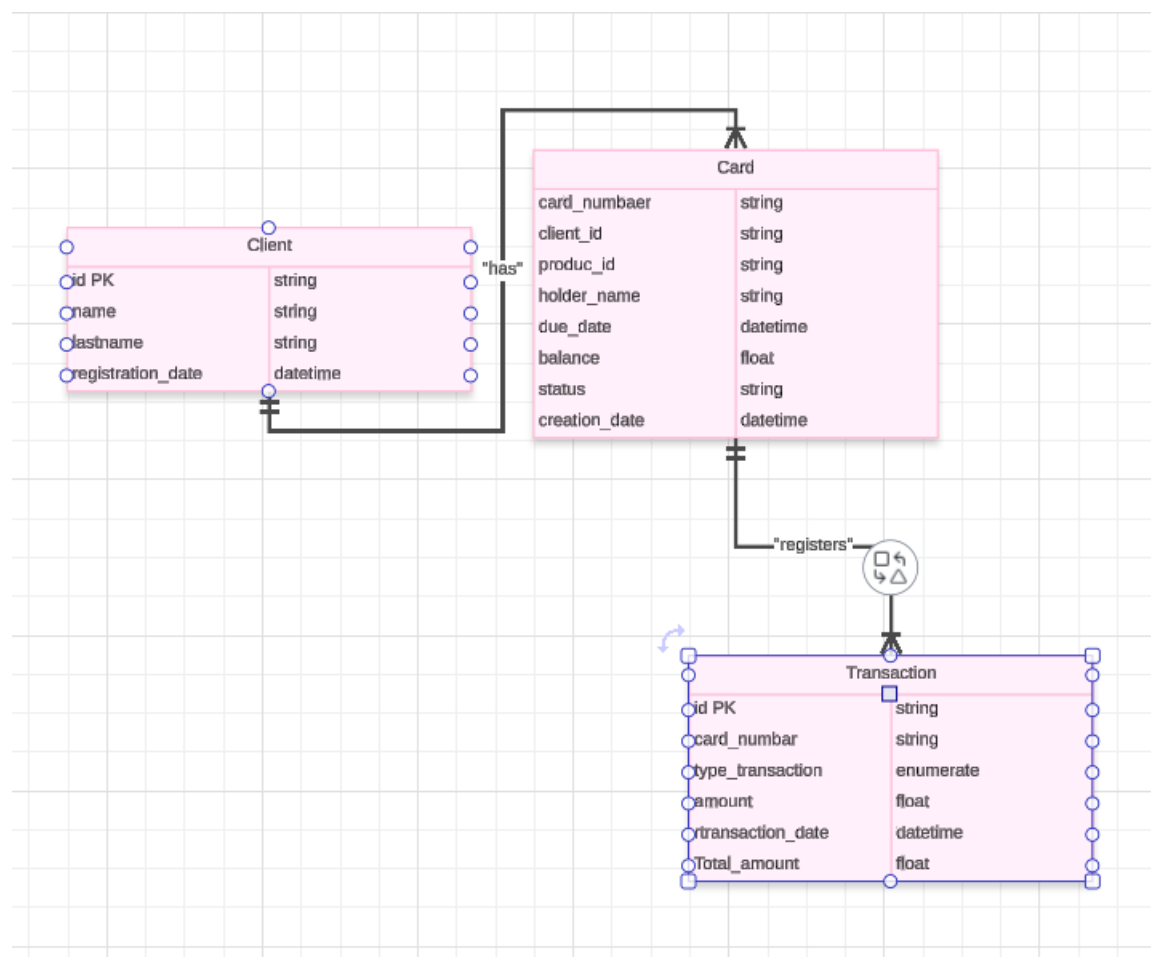 Card
card_numbaer string
client_id string
produc_id string
holder_name string
due_date datetime
balance float
status string
creation_date datetime
Client
id PK string
name string
lastname string
registration_date datetime
"has"
"registers"
Transaction
id PK string
card_numbar string
type_transaction enumerate
amount float
rtransaction_date datetime
Total_amount float